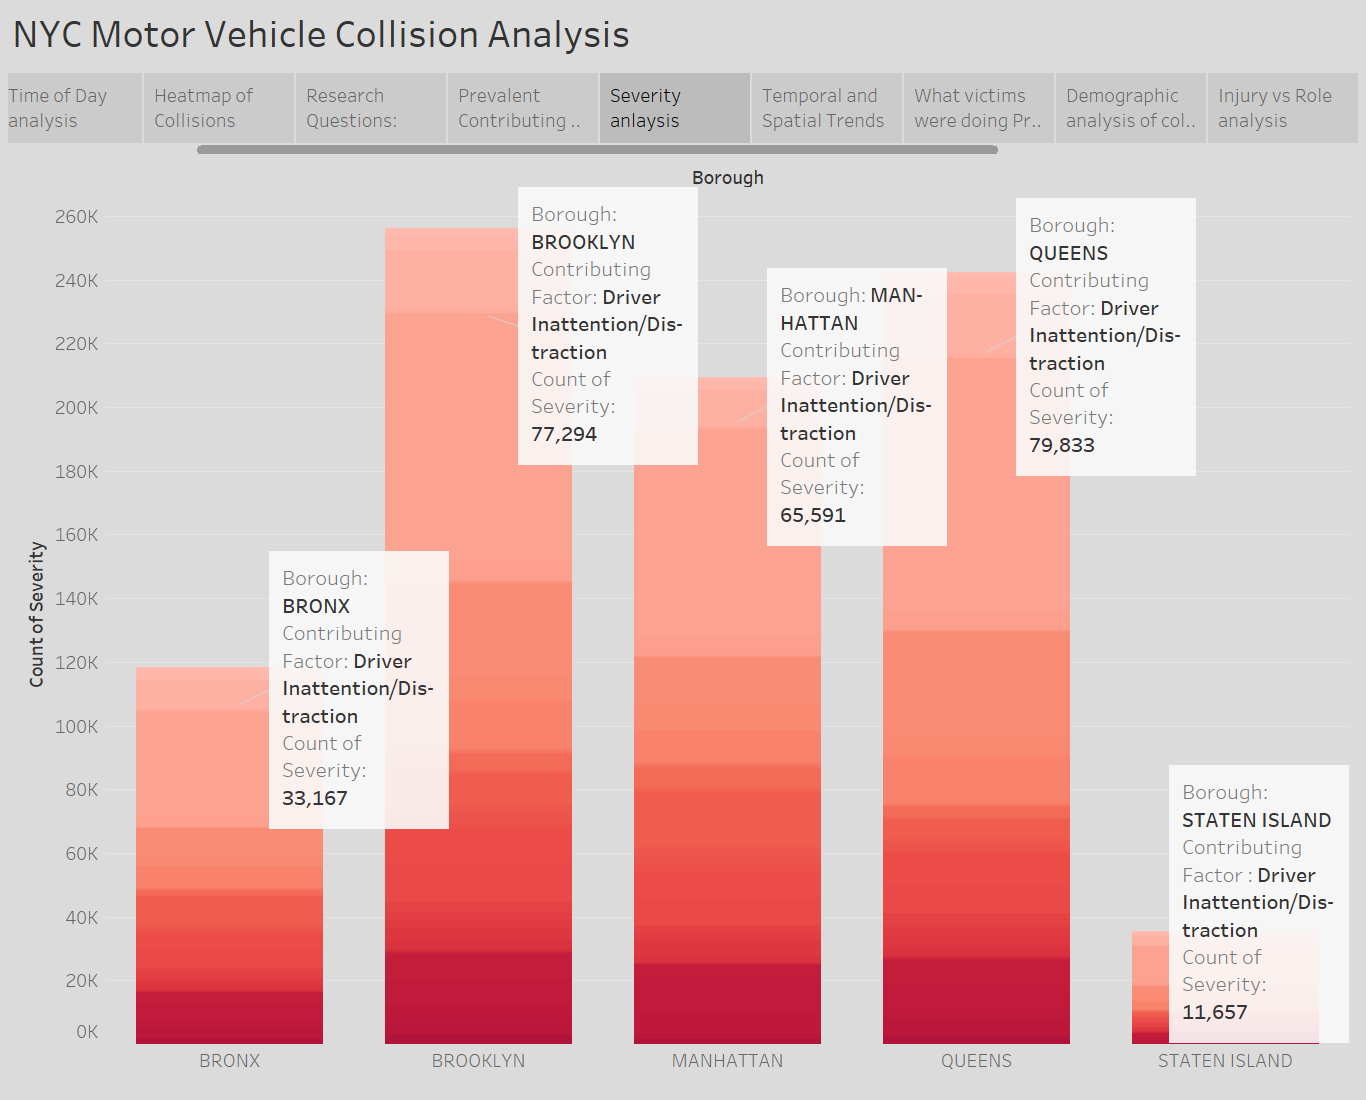 NYC Motor Vehicle Collision Analysis
Time of Day
analysis
Heatmap of
Collisions
Research
Questions:
Prevalent
Contributing ..
Severity
anlaysis
Temporal and
Spatial Trends
What victims
were doing Pr..
Demographic
analysis of col..
Injury vs Role
analysis
Borough
260K
240K
220K
200K
180K
160K
140K
120K
100K
80K
60K
40K
20K
0K
Count of Severity
Borough:
BRONX
Contributing
Factor: Driver
Inattention/Dis-
traction
Count of
Severity:
33,167
Borough:
BROOKLYN
Contributing
Factor: Driver
Inattention/Dis-
traction
Count of
Severity:
77,294
Borough: MAN-
HATTAN
Contributing
Factor: Driver
Inattention/Dis-
traction
Count of
Severity:
65,591
Borough:
QUEENS
Contributing
Factor: Driver
Inattention/Dis-
traction
Count of
Severity:
79,833
Borough:
STATEN ISLAND
Contributing
Factor : Driver
Inattention/Dis-
traction
Count of
Severity:
11,657
BRONX
BROOKLYN
MANHATTAN
QUEENS
STATEN ISLAND